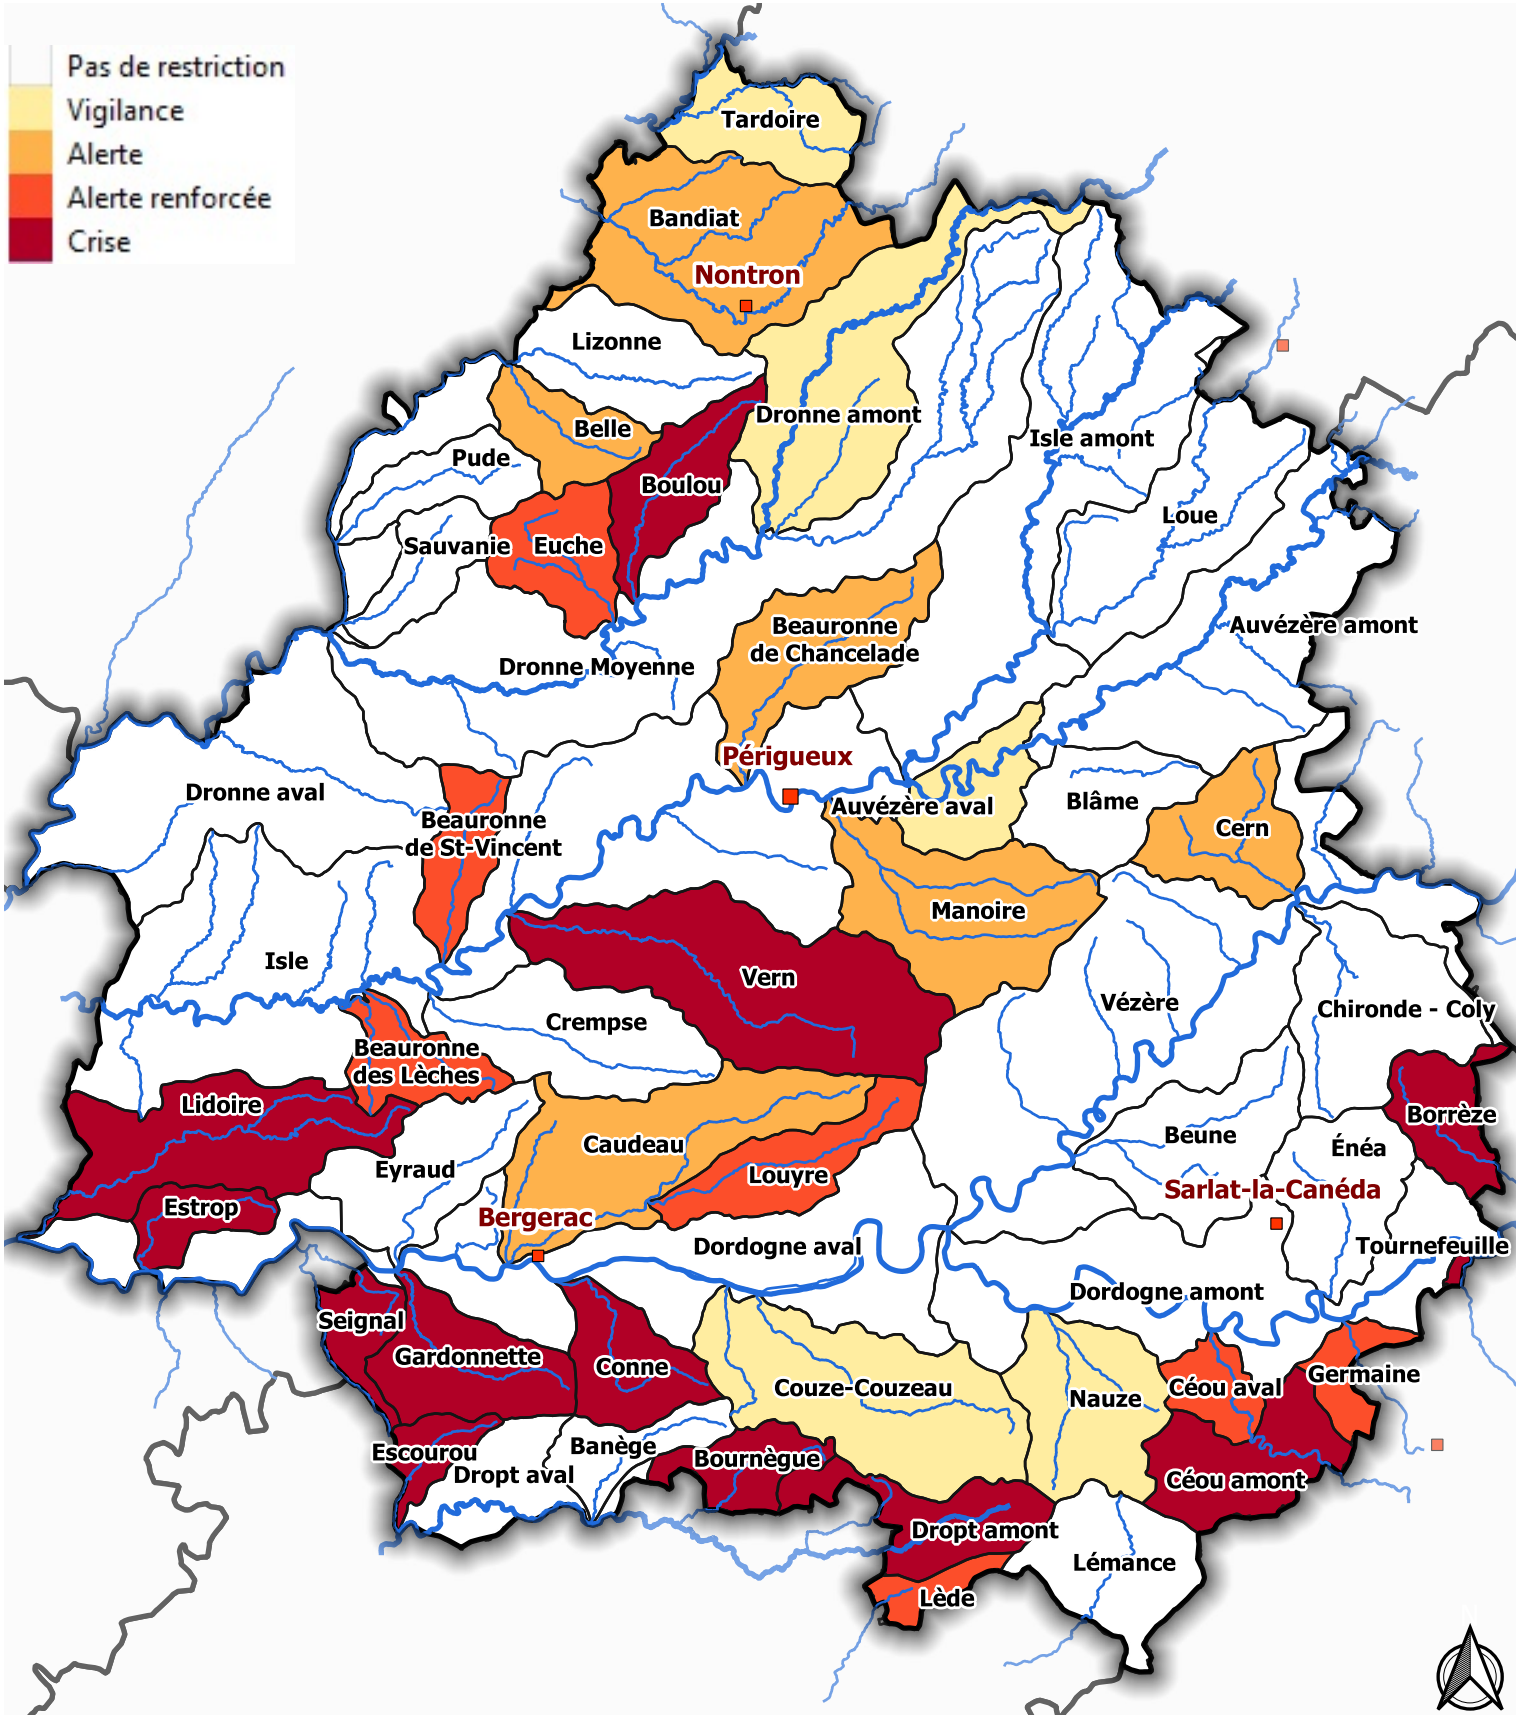 Pas de restriction
Vigilance
Alerte
Alerte renforcée
Crise
Tardoire
Bandiat
Nontron
Lizonne
Dronne amont
Belle
Isle amont
Pude
Boulou
Loue
Sauvanie
Euche
Beauronne
de Chancelade
Auvézère amont
Dronne Moyenne
Périgueux
Dronne aval
Auvézère aval
Blâme
Beauronne
de St-Vincent
Cern
Manoire
Isle
Vern
Vézère
Chironde - Coly
Crempse
Beauronne
des Lèches
Lidoire
Borrèze
Beune
Caudeau
Énéa
Eyraud
Louyre
Sarlat-la-Canéda
Estrop
Bergerac
Dordogne aval
Tournefeuille
Dordogne amont
Seignal
Gardonnette
Conne
Couze-Couzeau
Nauze
Céou aval
Germaine
Escourou
Banège
Dropt aval
Bournègue
Céou amont
Dropt amont
Lémance
Lède
N